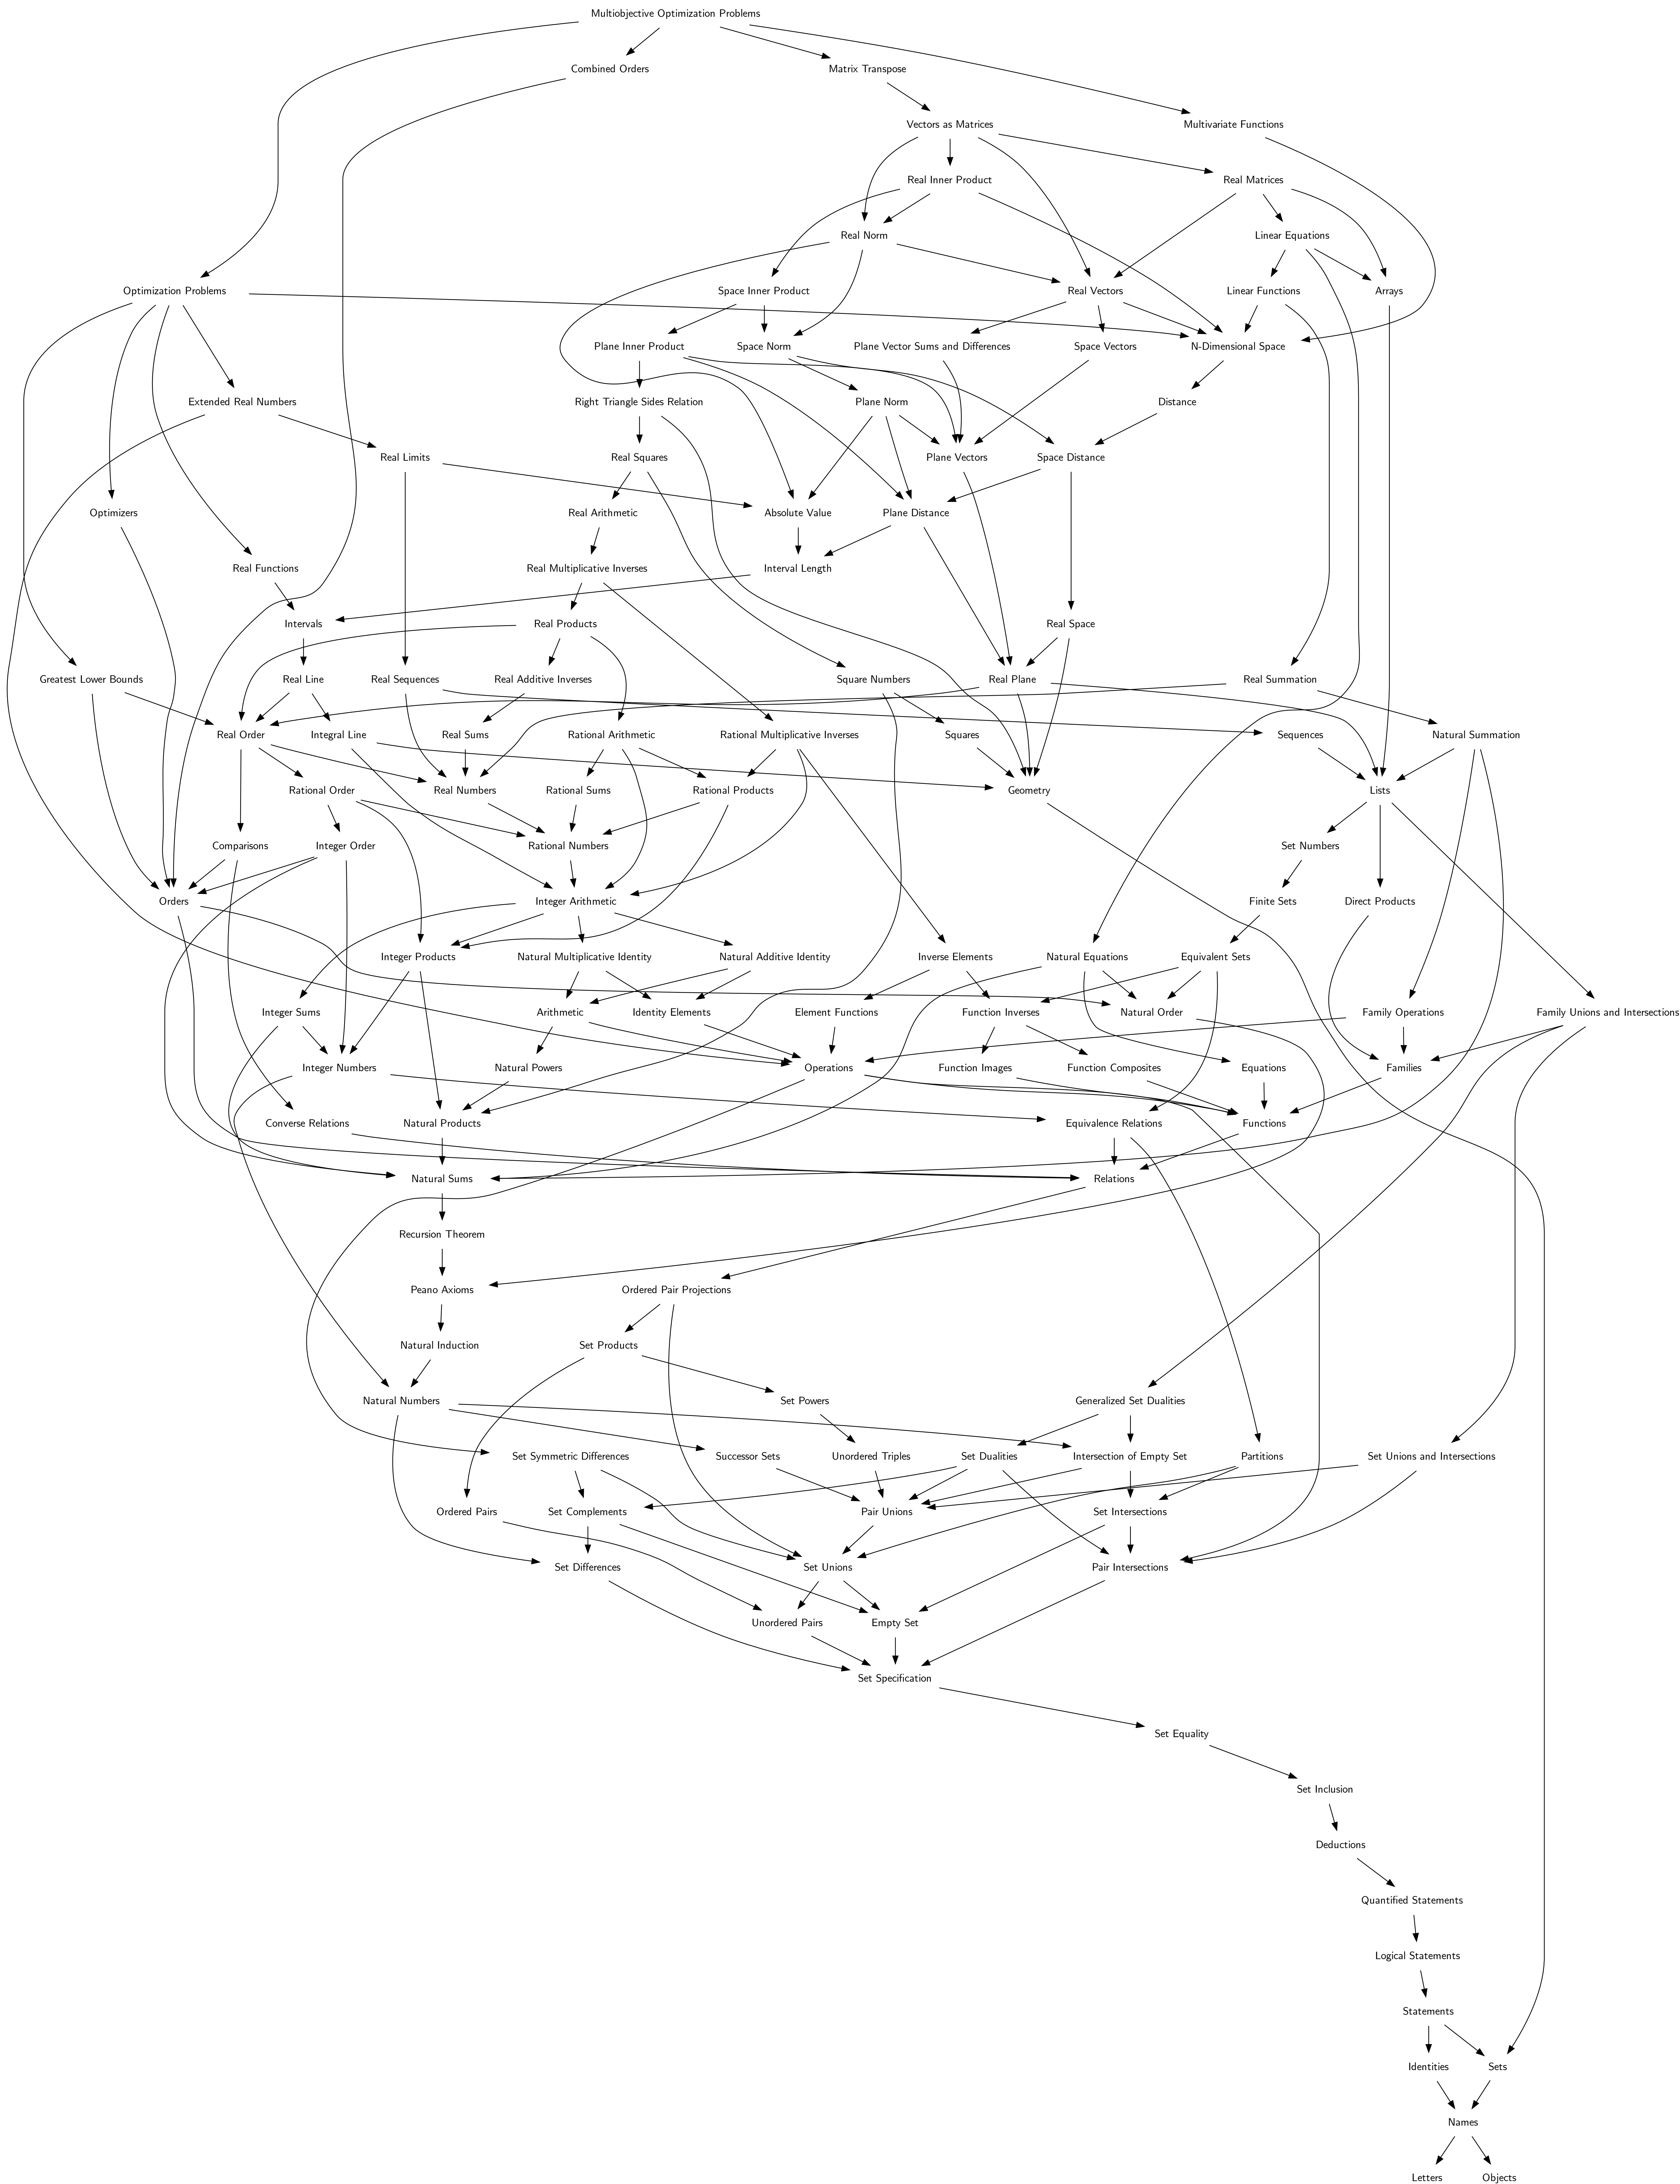 Multiobjective Optimization Problems
Combined Orders
Matrix Transpose
Vectors as Matrices
Multivariate Functions
Real Inner Product
Real Matrices
Real Norm
Linear Equations
Optimization Problems
Space Inner Product
Real Vectors
Linear Functions
Arrays
Plane Inner Product
Space Norm
Plane Vector Sums and Differences
Space Vectors
N-Dimensional Space
Extended Real Numbers
Right Triangle Sides Relation
Plane Norm
Distance
Real Limits
Real Squares
Plane Vectors
Space Distance
Optimizers
Real Arithmetic
Absolute Value
Plane Distance
Real Functions
Real Multiplicative Inverses
Interval Length
Intervals
Real Products
Real Space
Greatest Lower Bounds
Real Line
Real Sequences
Real Additive Inverses
Square Numbers
Real Plane
Real Summation
Real Order
Integral Line
Real Sums
Rational Arithmetic
Rational Multiplicative Inverses
Squares
Sequences
Natural Summation
Rational Order
Real Numbers
Rational Sums
Rational Products
Geometry
Lists
Comparisons
Integer Order
Rational Numbers
Set Numbers
Orders
Integer Arithmetic
Finite Sets
Direct Products
Integer Products
Natural Multiplicative Identity
Natural Additive Identity
Inverse Elements
Natural Equations
Equivalent Sets
Integer Sums
Arithmetic
Identity Elements
Element Functions
Function Inverses
Natural Order
Family Operations
Family Unions and Intersections
Integer Numbers
Natural Powers
Operations
Function Images
Function Composites
Equations
Families
Converse Relations
Natural Products
Equivalence Relations
Functions
Natural Sums
Relations
Recursion Theorem
Peano Axioms
Ordered Pair Projections
Natural Induction
Set Products
Natural Numbers
Set Powers
Generalized Set Dualities
Set Symmetric Differences
Successor Sets
Unordered Triples
Set Dualities
Intersection of Empty Set
Partitions
Set Unions and Intersections
Ordered Pairs
Set Complements
Pair Unions
Set Intersections
Set Differences
Set Unions
Pair Intersections
Unordered Pairs
Empty Set
Set Specification
Set Equality
Set Inclusion
Deductions
Quantified Statements
Logical Statements
Statements
Identities
Sets
Names
Letters
Objects